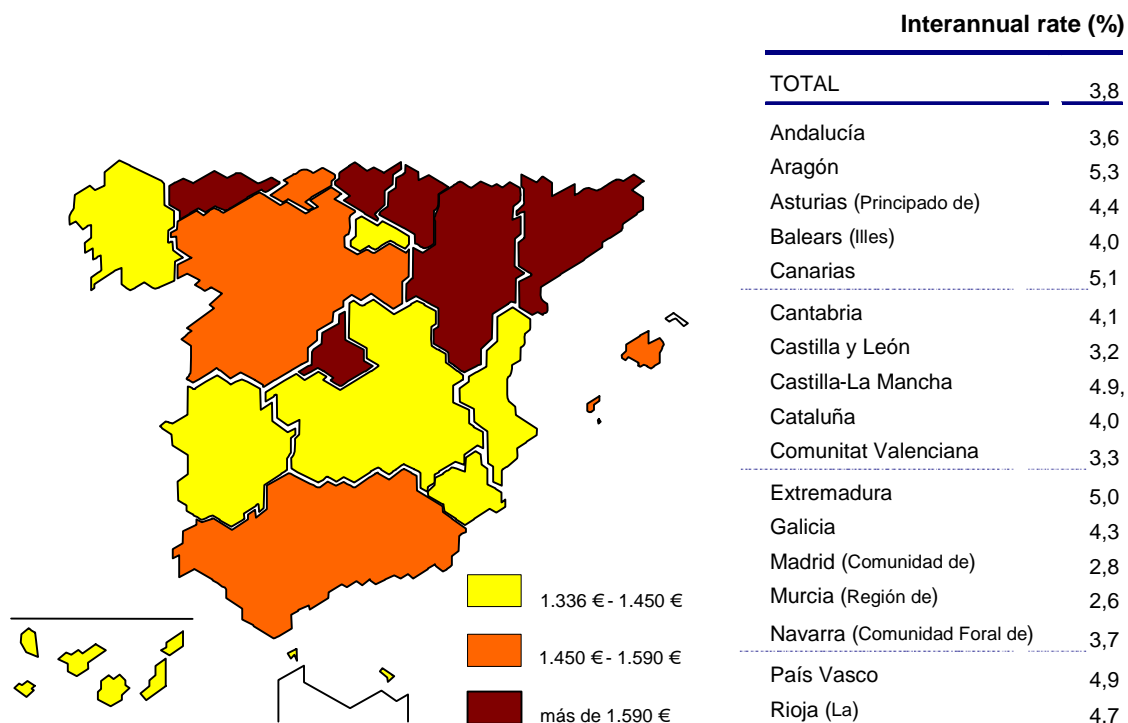 Interannual rate (%)
TOTAL 3,8
Andalucía 3,6
Aragón 5,3
Asturias (Principado de) 4,4
Balears (Illes) 4,0
Canarias 5,1
Cantabria 4,1
Castilla y León 3,2
Castilla-La Mancha 4.9,
Cataluña 4,0
Comunitat Valenciana 3,3
Extremadura 5,0
Galicia 4,3
Madrid (Comunidad de) 2,8
Murcia (Región de) 2,6
Navarra (Comunidad Foral de) 3,7
País Vasco 4,9
Rioja (La) 4,7
1.336 € - 1.450 €
1.450 € - 1.590 €
más de 1.590 €